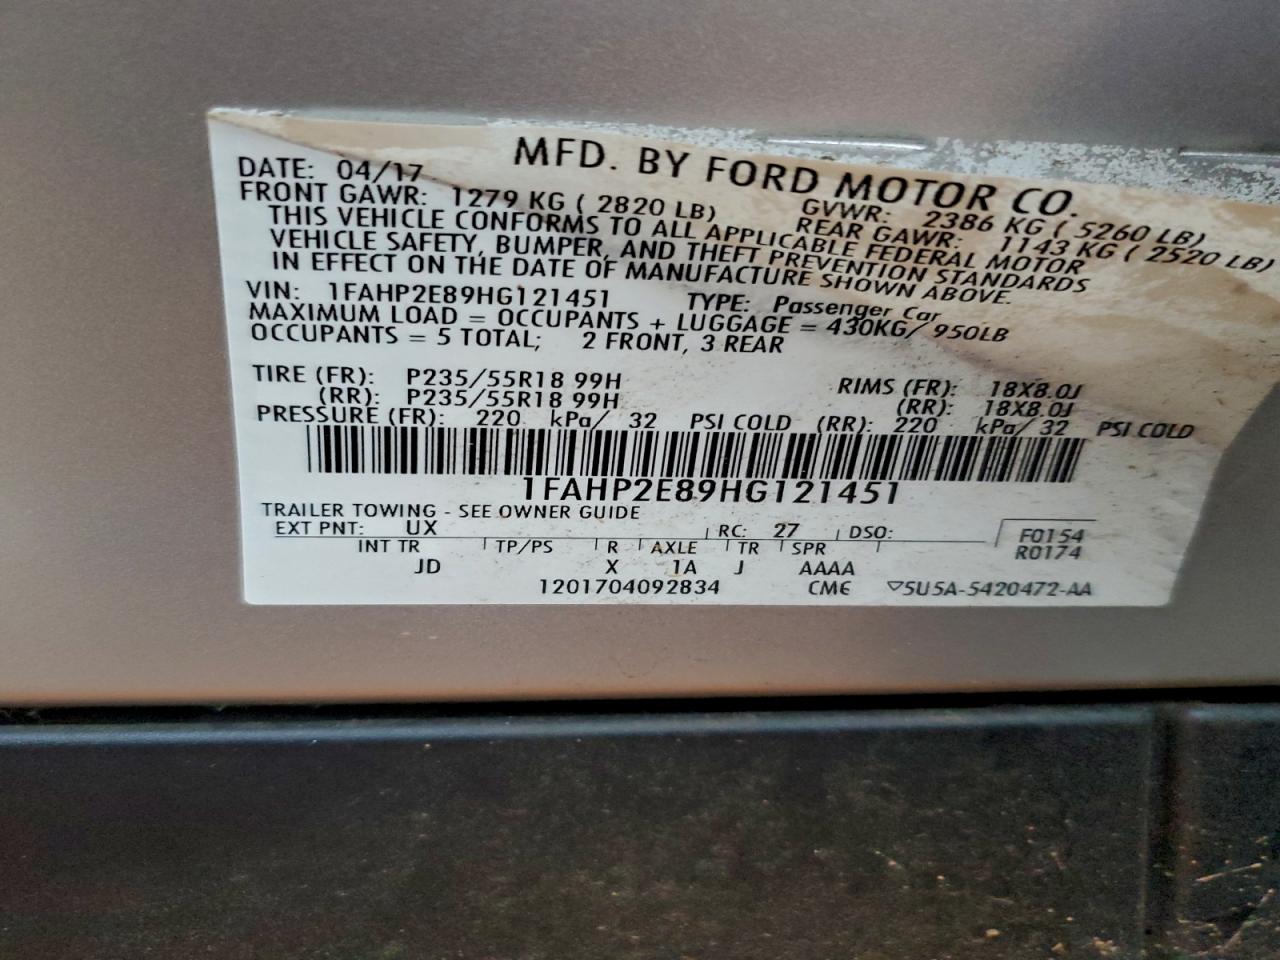 MFD. BY FORD MOTOR CO.
DATE: 04/17 GVWR: 2386 KG ( 5260 LB)
FRONT GAWR: 1279 KG ( 2820 LB) REAR GAWR: 1143 KG ( 2520 LB)
THIS VEHICLE CONFORMS TO ALL APPLICABLE FEDERAL MOTOR
VEHICLE SAFETY, BUMPER, AND THEFT PREVENTION STANDARDS
IN EFFECT ON THE DATE OF MANUFACTURE SHOWN ABOVE.
VIN: 1FAHP2E89HG121451 TYPE: Passenger Car
MAXIMUM LOAD = OCCUPANTS + LUGGAGE = 430KG/ 950LB
OCCUPANTS = 5 TOTAL; 2 FRONT, 3 REAR
TIRE (FR): P235/55R18 99H RIMS (FR): 18X8.0J
(RR): P235/55R18 99H (RR): 18X8.0J
PRESSURE (FR): 220 kPa/ 32 PSI COLD (RR): 220 kPa/ 32 PSI COLD
1FAHP2E89HG121451
TRAILER TOWING - SEE OWNER GUIDE
EXT PNT: UX RC: 27 DSO: F0154
R0174
INT TR TP/PS R AXLE TR SPR
JD X 1A J AAAA
1201704092834 CME ▽5U5A-5420472-AA